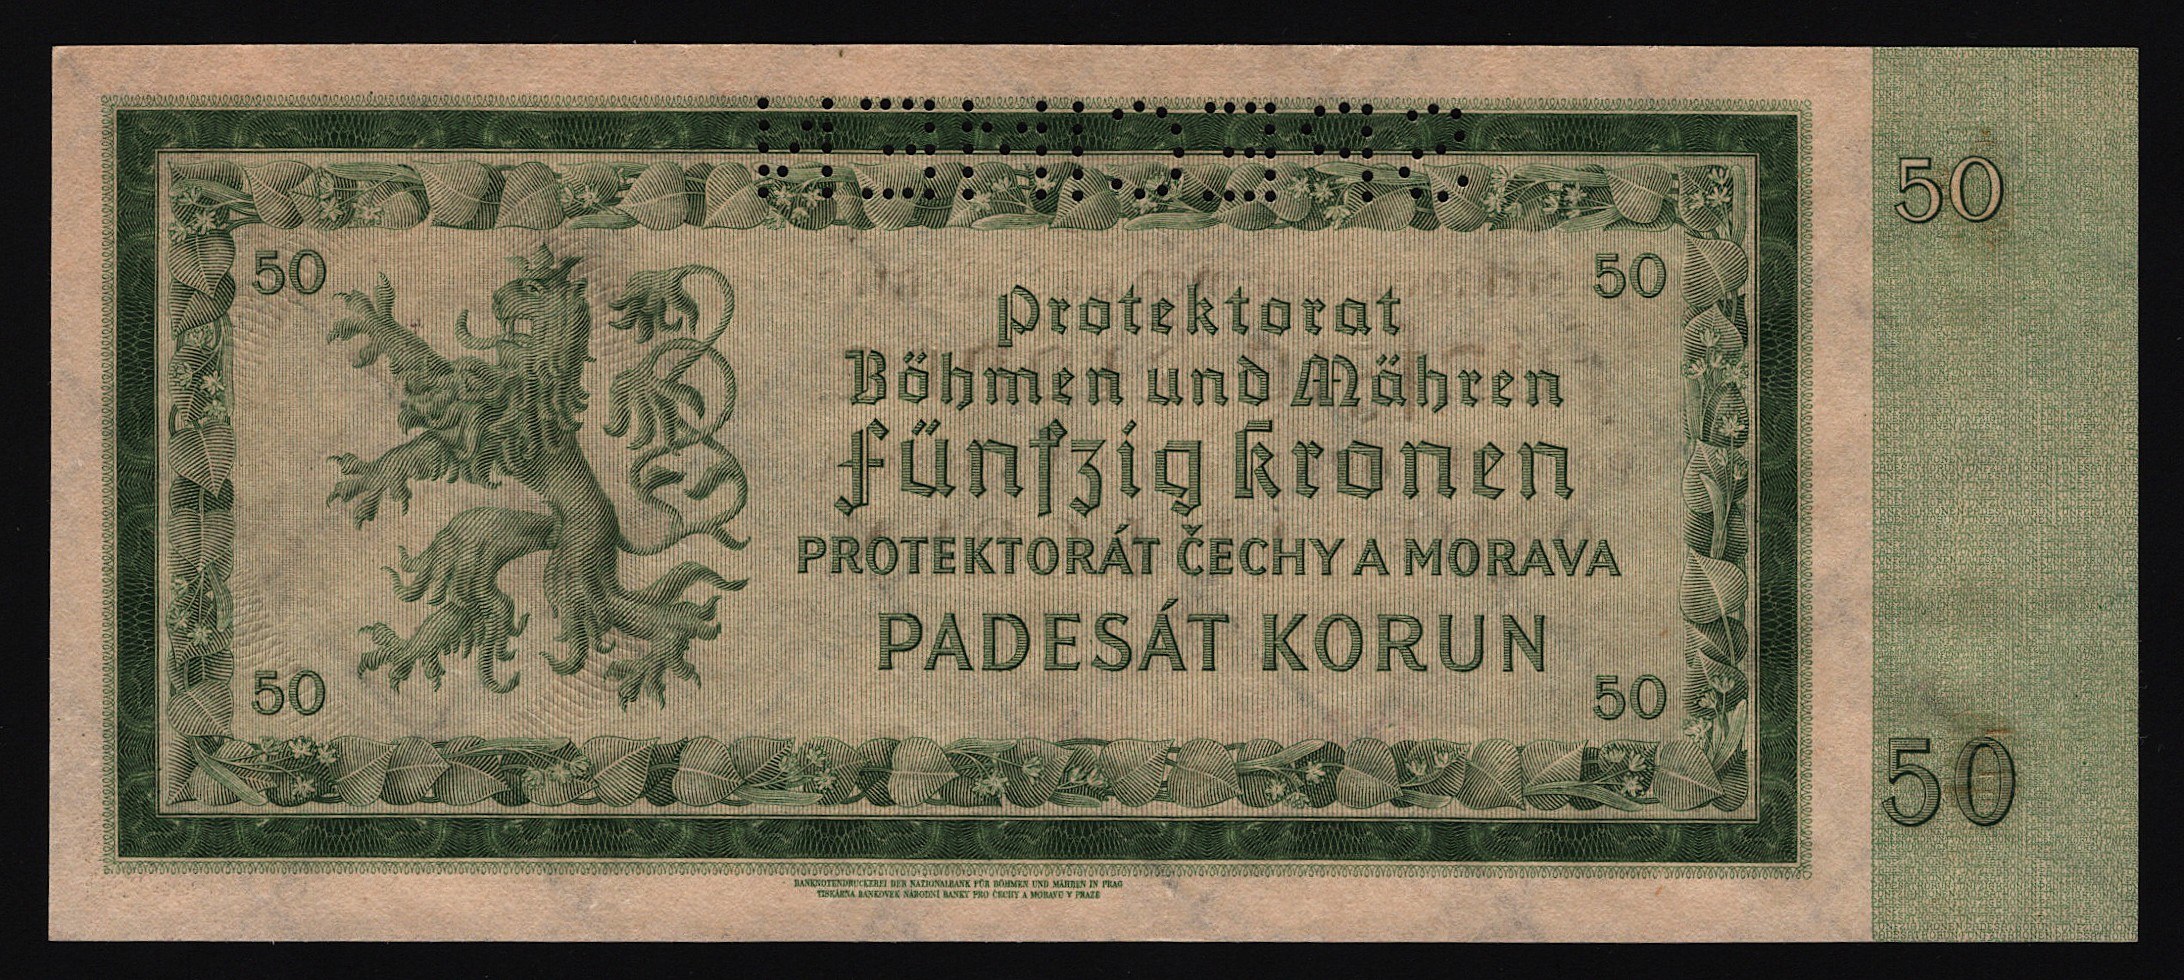 SPECIMEN
50
50
50
Protektorat
Böhmen und Mähren
Fünfzig Kronen
PROTEKTORÁT ČECHY A MORAVA
PADESÁT KORUN
50
50
50
BANKNOTENDRUCKEREI DER NATIONALBANK FÜR BÖHMEN UND MÄHREN IN PRAG
TISKÁRNA BANKOVEK NÁRODNÍ BANKY PRO ČECHY A MORAVU V PRAZE